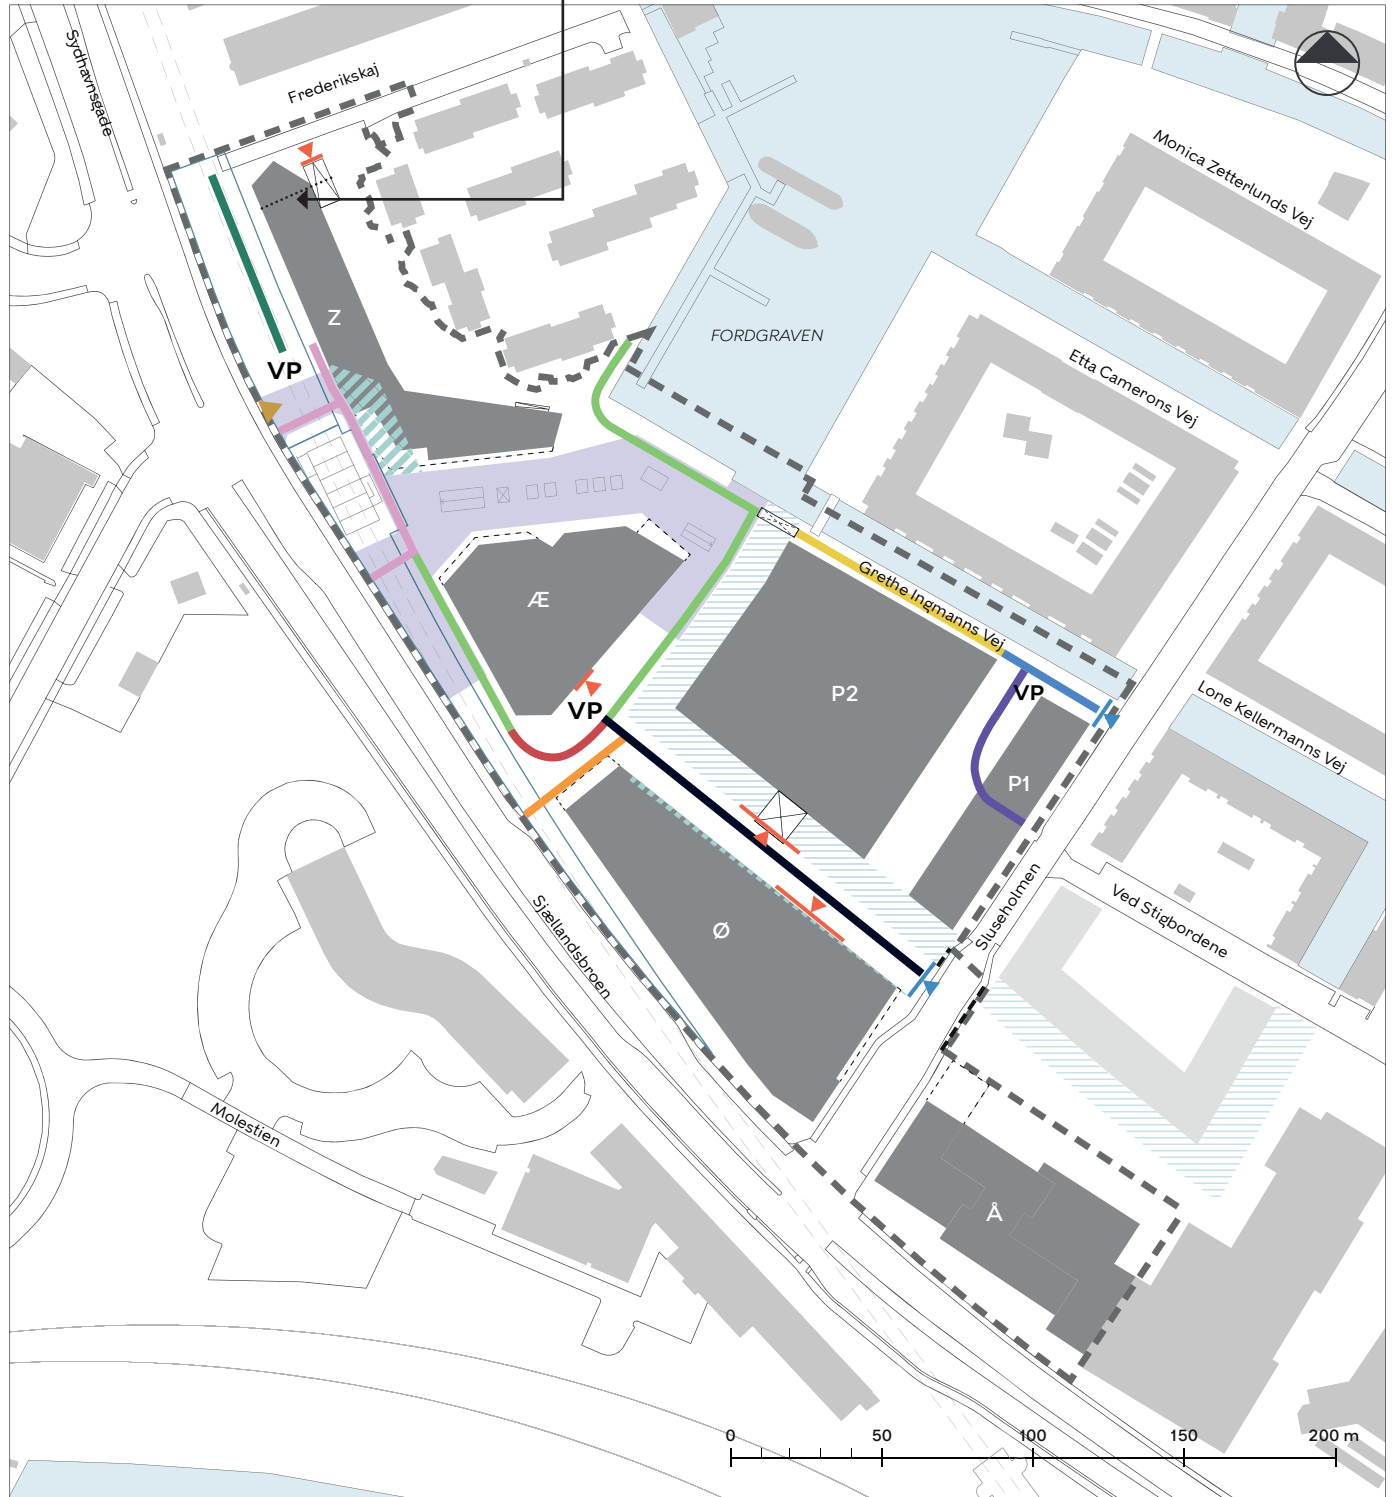 Sydhavnsgade
Frederikskaj
Monica Zetterlunds Vej
Z
FORDGRAVEN
Etta Camerons Vej
VP
Grethe Ingmanns Vej
Æ
P2
VP
VP
Lone Kellermanns Vej
P1
Ved Stigbordene
Sluseholmen
Ø
Sjællandsbroen
Molestien
Å
0 50 100 150 200 m